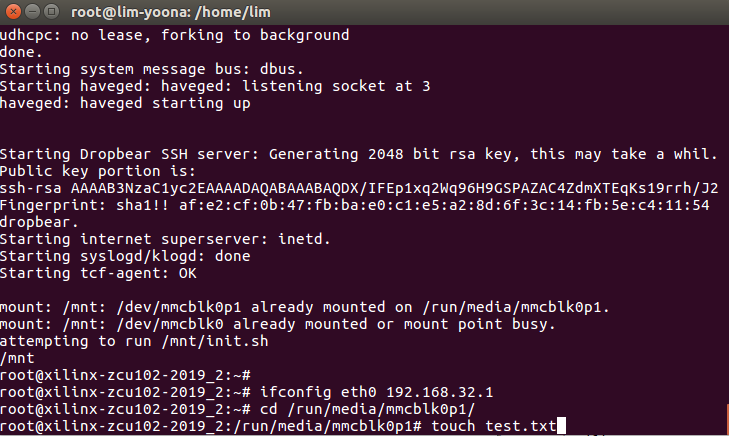 root@lim-yoona: /home/lim
udhcpc: no lease, forking to background
done.
Starting system message bus: dbus.
Starting haveged: haveged: listening socket at 3
haveged: haveged starting up
Starting Dropbear SSH server: Generating 2048 bit rsa key, this may take a whil.
Public key portion is:
ssh-rsa AAAAB3NzaC1yc2EAAAADAQABAAABAQDX/IFEp1xq2Wq96H9GSPAZAC4ZdmXTEqKs19rrh/J2
Fingerprint: sha1!! af:e2:cf:0b:47:fb:ba:e0:c1:e5:a2:8d:6f:3c:14:fb:5e:c4:11:54
dropbear.
Starting internet superserver: inetd.
Starting syslogd/klogd: done
Starting tcf-agent: OK
mount: /mnt: /dev/mmcblk0p1 already mounted on /run/media/mmcblk0p1.
mount: /mnt: /dev/mmcblk0 already mounted or mount point busy.
attempting to run /mnt/init.sh
/mnt
root@xilinx-zcu102-2019_2:~#
root@xilinx-zcu102-2019_2:~# ifconfig eth0 192.168.32.1
root@xilinx-zcu102-2019_2:~# cd /run/media/mmcblk0p1/
root@xilinx-zcu102-2019_2:/run/media/mmcblk0p1# touch test.txt